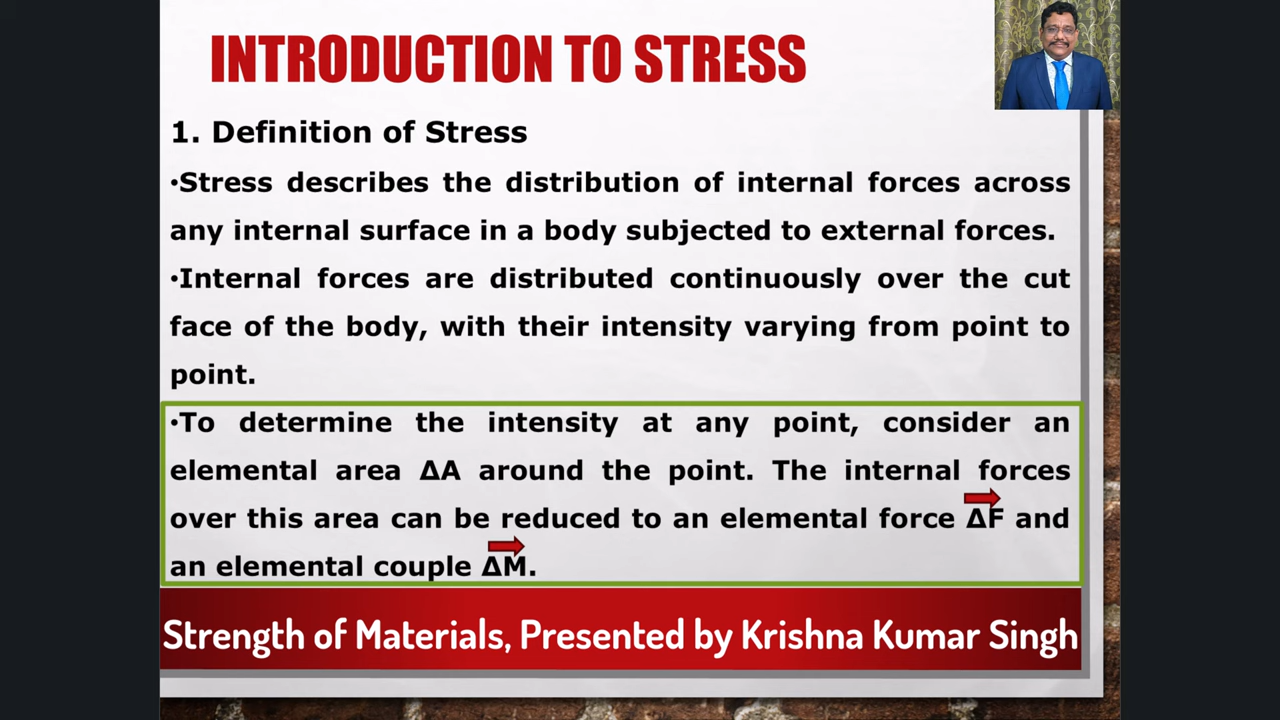 INTRODUCTION TO STRESS
1. Definition of Stress
•Stress describes the distribution of internal forces across
any internal surface in a body subjected to external forces.
•Internal forces are distributed continuously over the cut
face of the body, with their intensity varying from point to
point.
•To determine the intensity at any point, consider an
elemental area ΔA around the point. The internal forces
over this area can be reduced to an elemental force ΔF and
an elemental couple ΔM.
Strength of Materials, Presented by Krishna Kumar Singh